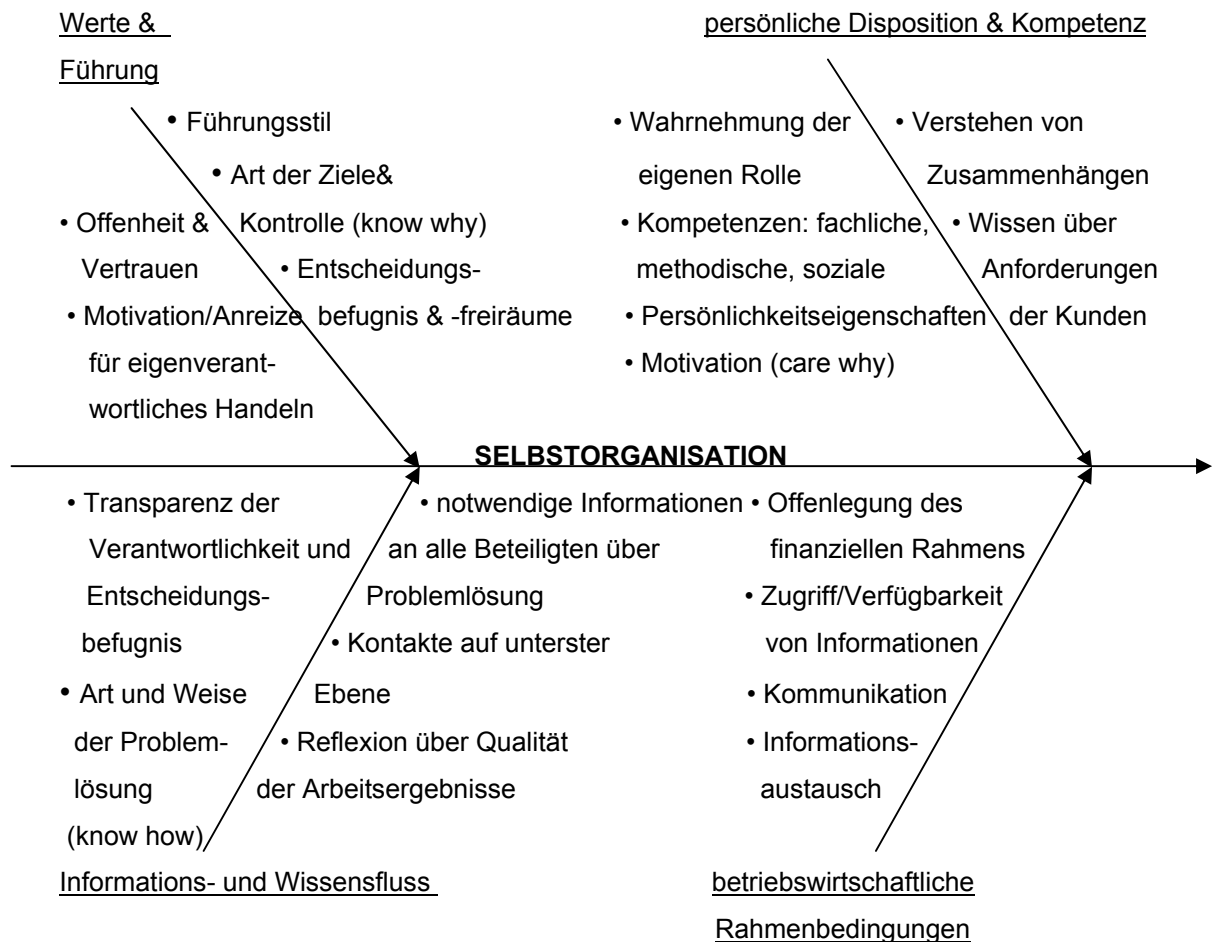 Werte &
Führung
• Führungsstil
• Art der Ziele&
Kontrolle (know why)
• Offenheit &
Vertrauen
• Entscheidungs-
befugnis & -freiräume
• Motivation/Anreize
für eigenverant-
wortliches Handeln
persönliche Disposition & Kompetenz
• Wahrnehmung der
eigenen Rolle
• Kompetenzen: fachliche,
methodische, soziale
• Persönlichkeitseigenschaften
• Motivation (care why)
• Verstehen von
Zusammenhängen
• Wissen über
Anforderungen
der Kunden
SELBSTORGANISATION
• Transparenz der
Verantwortlichkeit und
Entscheidungs-
befugnis
• Art und Weise
der Problem-
lösung
(know how)
• notwendige Informationen
an alle Beteiligten über
Problemlösung
• Kontakte auf unterster
Ebene
• Reflexion über Qualität
der Arbeitsergebnisse
Informations- und Wissensfluss
• Offenlegung des
finanziellen Rahmens
• Zugriff/Verfügbarkeit
von Informationen
• Kommunikation
• Informations-
austausch
betriebswirtschaftliche
Rahmenbedingungen